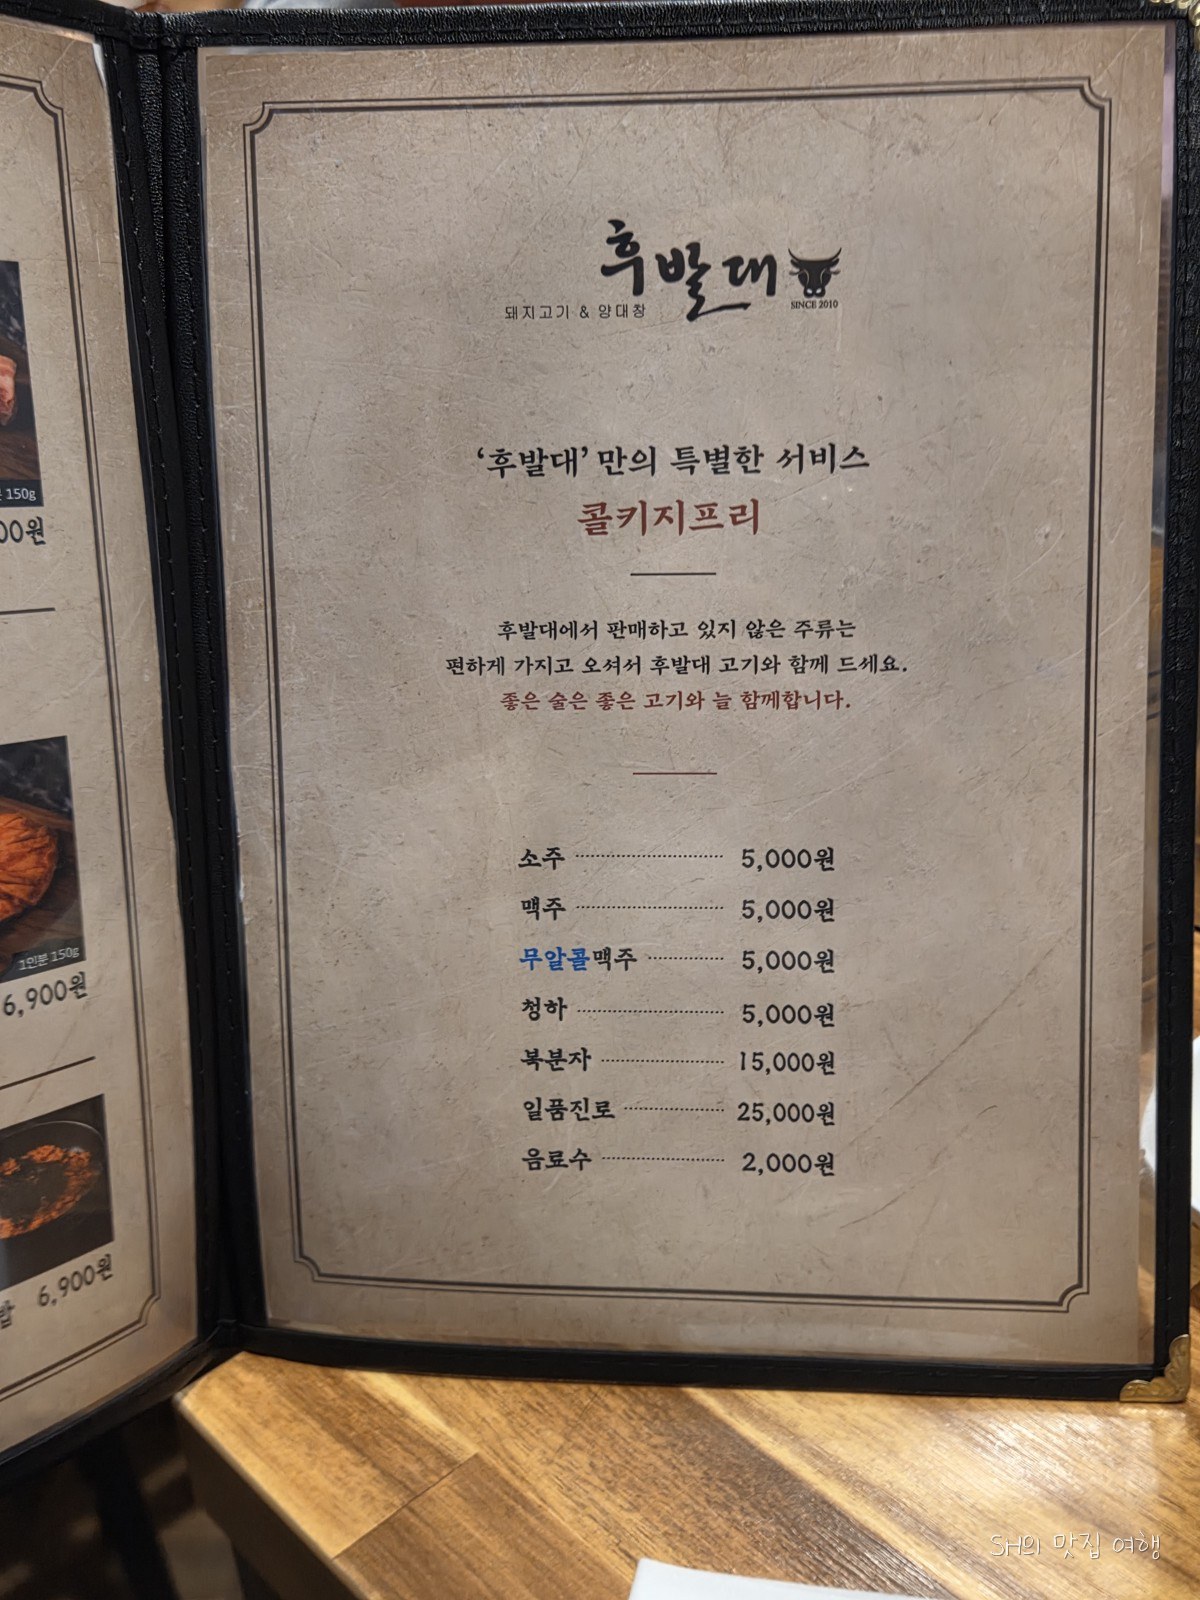 150g
00원
1인분 150g
6,900원
밥 6,900원
후발대
SINCE 2010
돼지고기 & 양대창
‘후발대’만의 특별한 서비스
콜키지프리
후발대에서 판매하고 있지 않은 주류는
편하게 가지고 오셔서 후발대 고기와 함께 드세요.
좋은 술은 좋은 고기와 늘 함께합니다.
소주 5,000원
맥주 5,000원
무알콜맥주 5,000원
청하 5,000원
복분자 15,000원
일품진로 25,000원
음료수 2,000원
SH의 맛집 여행